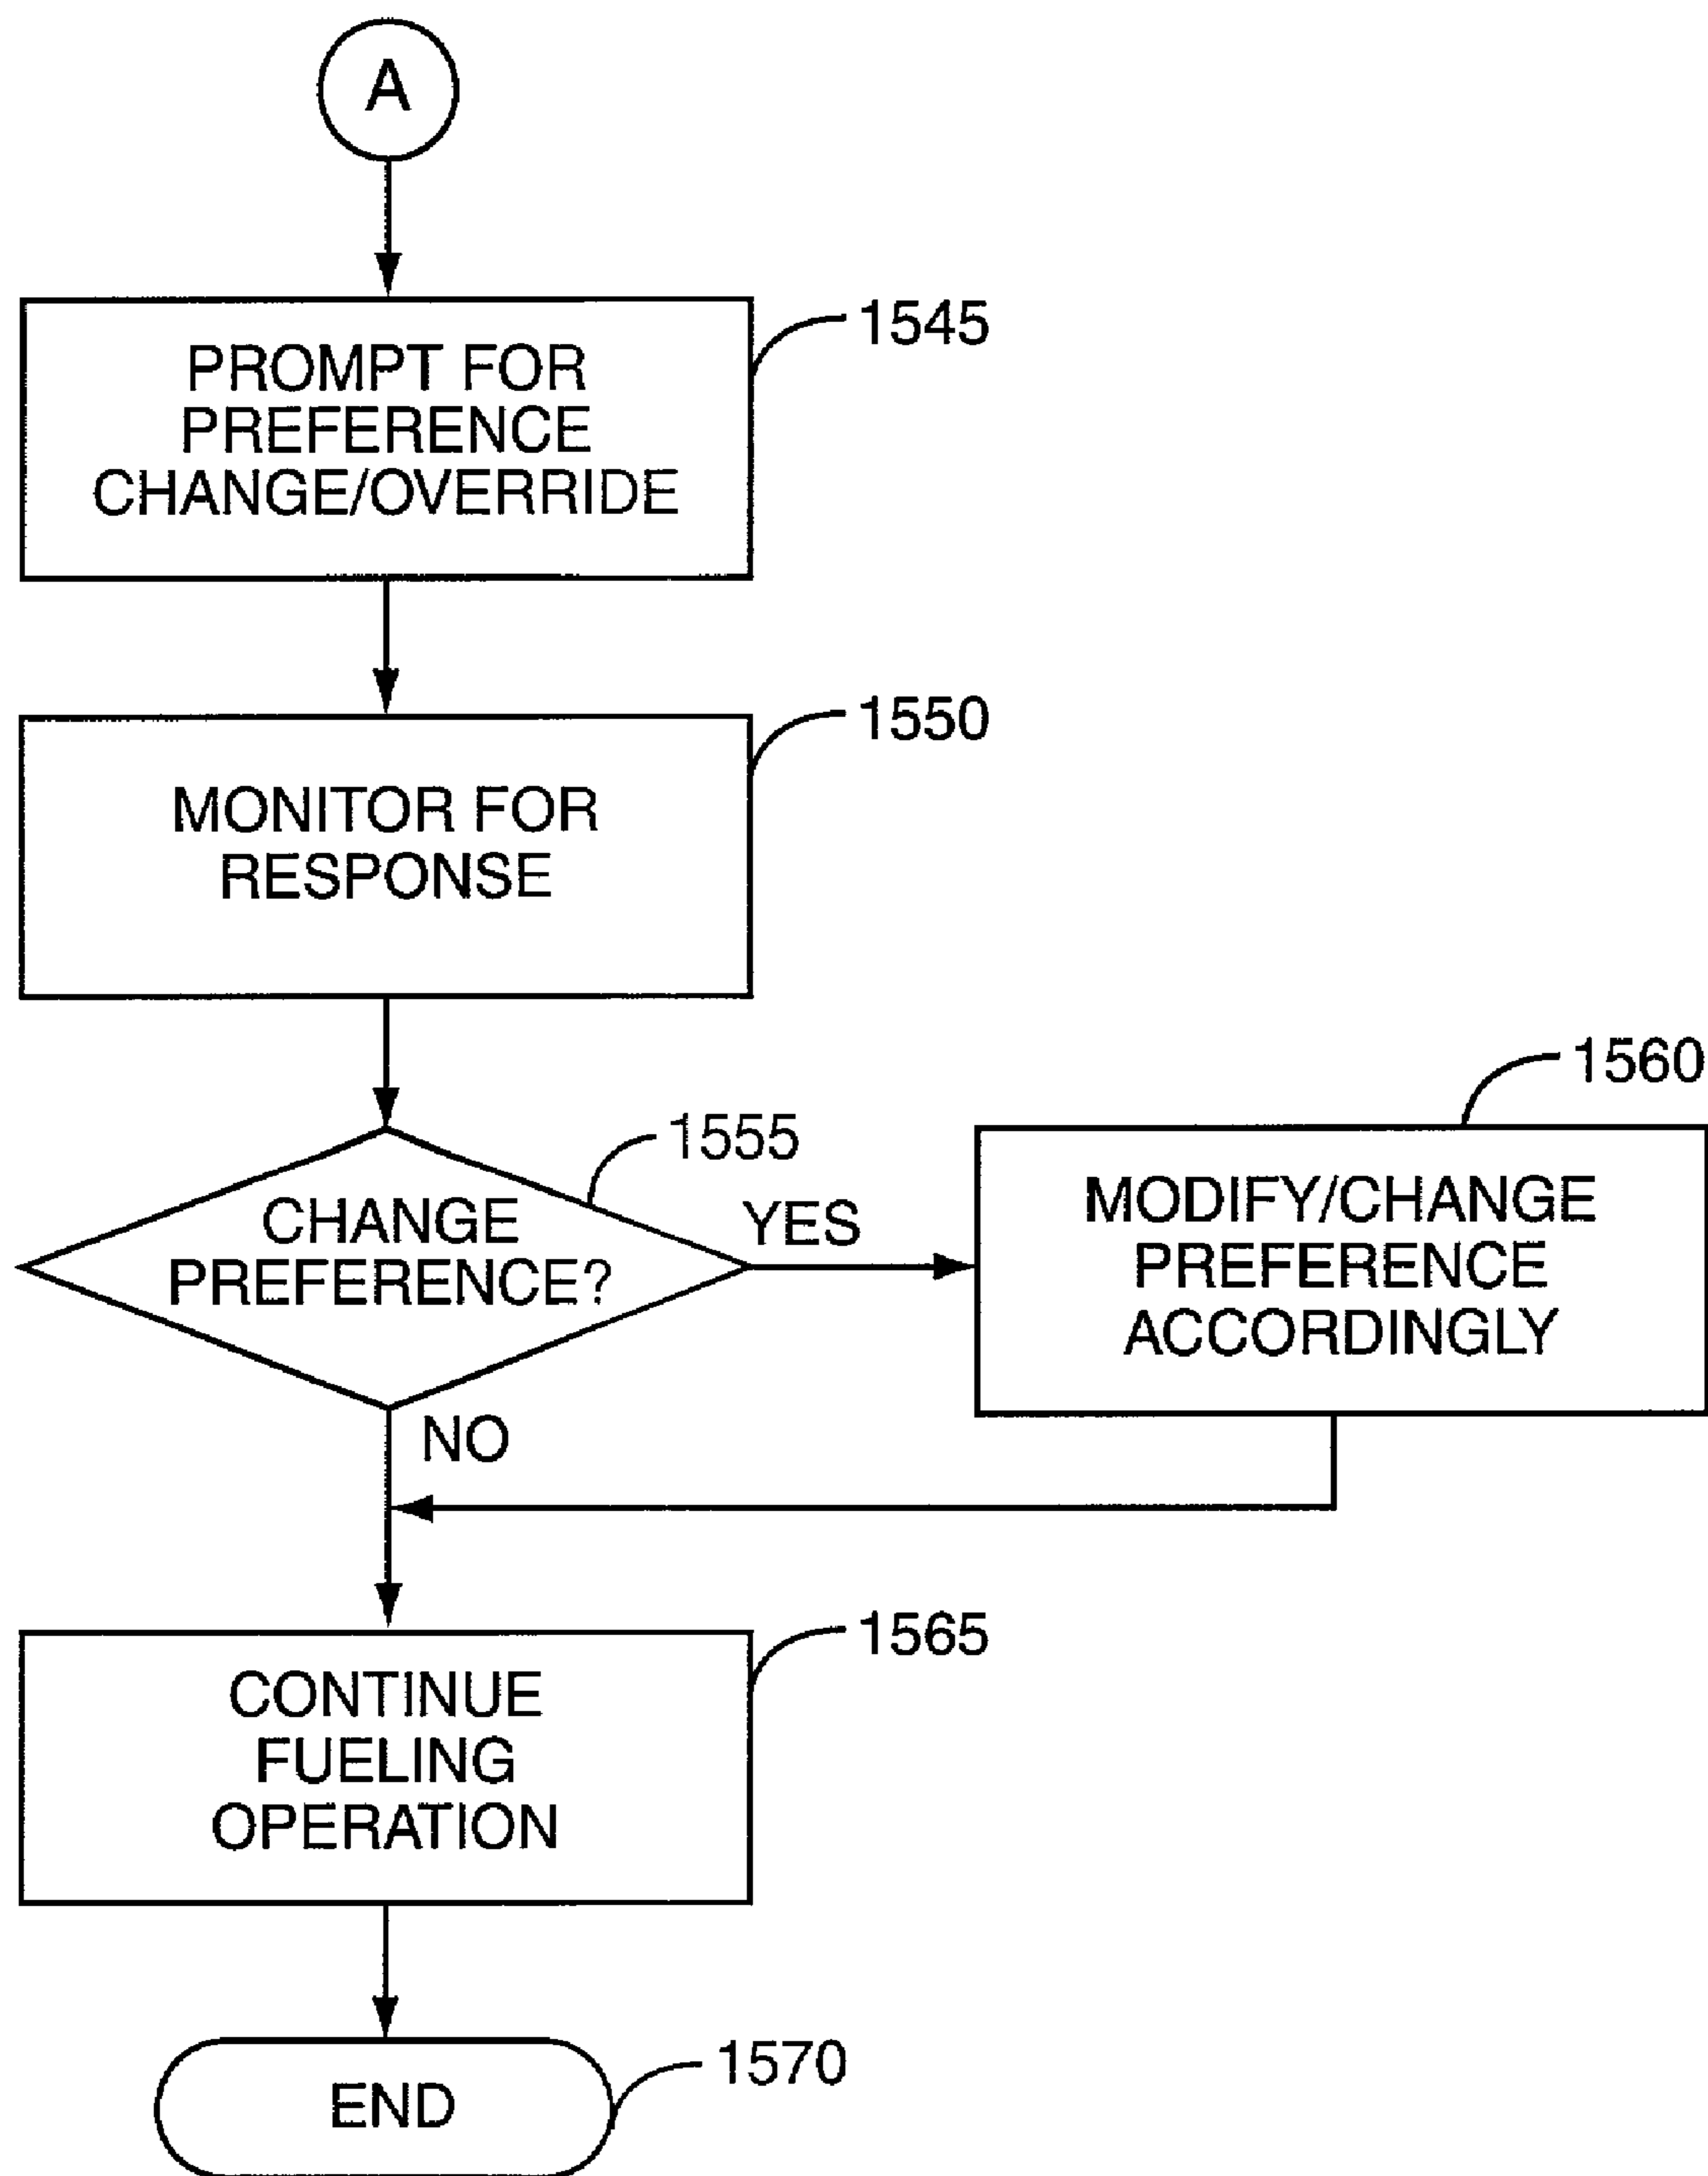 A
1545
PROMPT FOR
PREFERENCE
CHANGE/OVERRIDE
1550
MONITOR FOR
RESPONSE
1555
CHANGE
PREFERENCE?
YES
NO
1560
MODIFY/CHANGE
PREFERENCE
ACCORDINGLY
1565
CONTINUE
FUELING
OPERATION
1570
END